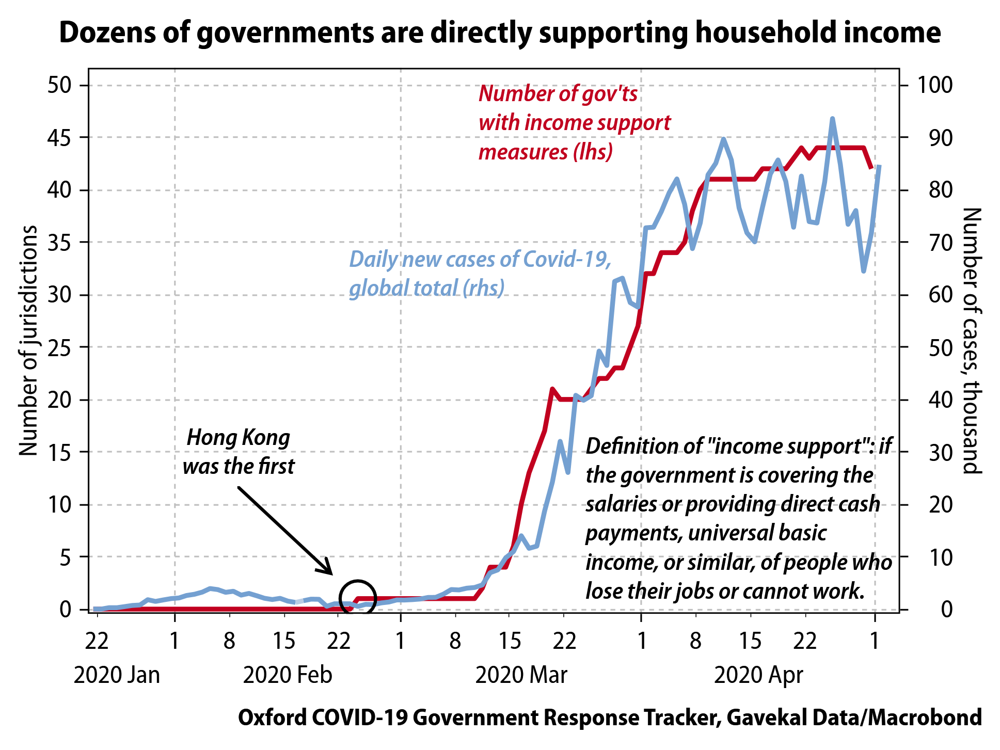 Dozens of governments are directly supporting household income
50
45
40
35
30
25
20
15
10
5
0
Number of jurisdictions
100
90
80
70
60
50
40
30
20
10
0
Number of cases, thousand
Number of gov'ts
with income support
measures (lhs)
Daily new cases of Covid-19,
global total (rhs)
Hong Kong
was the first
Definition of "income support": if
the government is covering the
salaries or providing direct cash
payments, universal basic
income, or similar, of people who
lose their jobs or cannot work.
22 1 8 15 22 1 8 15 22 1 8 15 22 1
2020 Jan 2020 Feb 2020 Mar 2020 Apr
Oxford COVID-19 Government Response Tracker, Gavekal Data/Macrobond